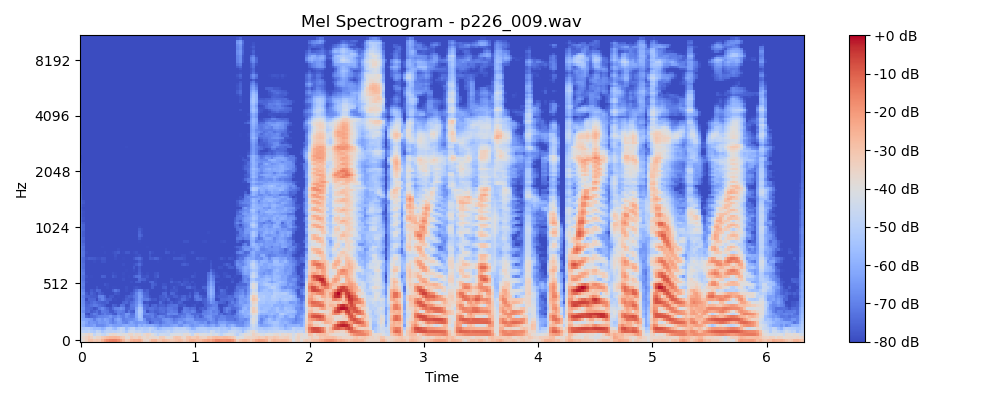 Mel Spectrogram - p226_009.wav
Hz
8192
4096
2048
1024
512
0
0 1 2 3 4 5 6
Time
+0 dB
-10 dB
-20 dB
-30 dB
-40 dB
-50 dB
-60 dB
-70 dB
-80 dB